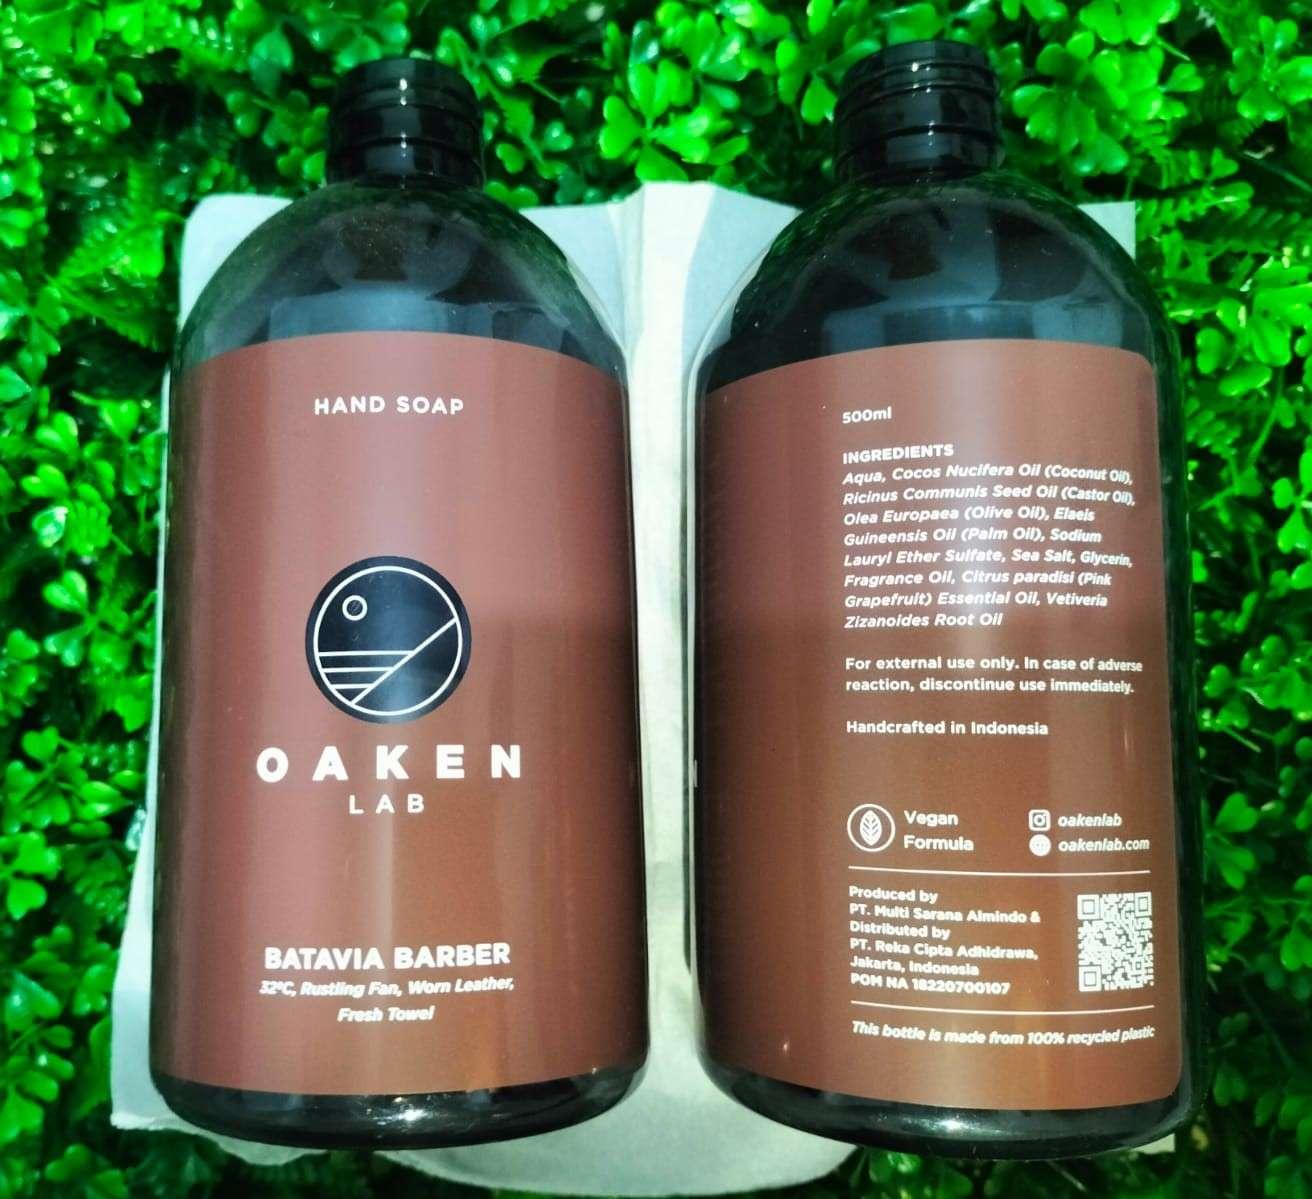 HAND SOAP
OAKEN
LAB
BATAVIA BARBER
32°C, Rustling Fan, Worn Leather,
Fresh Towel
500ml
INGREDIENTS
Aqua, Cocos Nucifera Oil (Coconut Oil),
Ricinus Communis Seed Oil (Castor Oil),
Olea Europaea (Olive Oil), Elaeis
Guineensis Oil (Palm Oil), Sodium
Lauryl Ether Sulfate, Sea Salt, Glycerin,
Fragrance Oil, Citrus paradisi (Pink
Grapefruit) Essential Oil, Vetiveria
Zizanoides Root Oil
For external use only. In case of adverse
reaction, discontinue use immediately.
Handcrafted in Indonesia
Vegan
Formula
oakenlab
oakenlab.com
Produced by
PT. Multi Sarana Almindo &
Distributed by
PT. Reka Cipta Adhidrawa,
Jakarta, Indonesia
POM NA 18220700107
This bottle is made from 100% recycled plastic